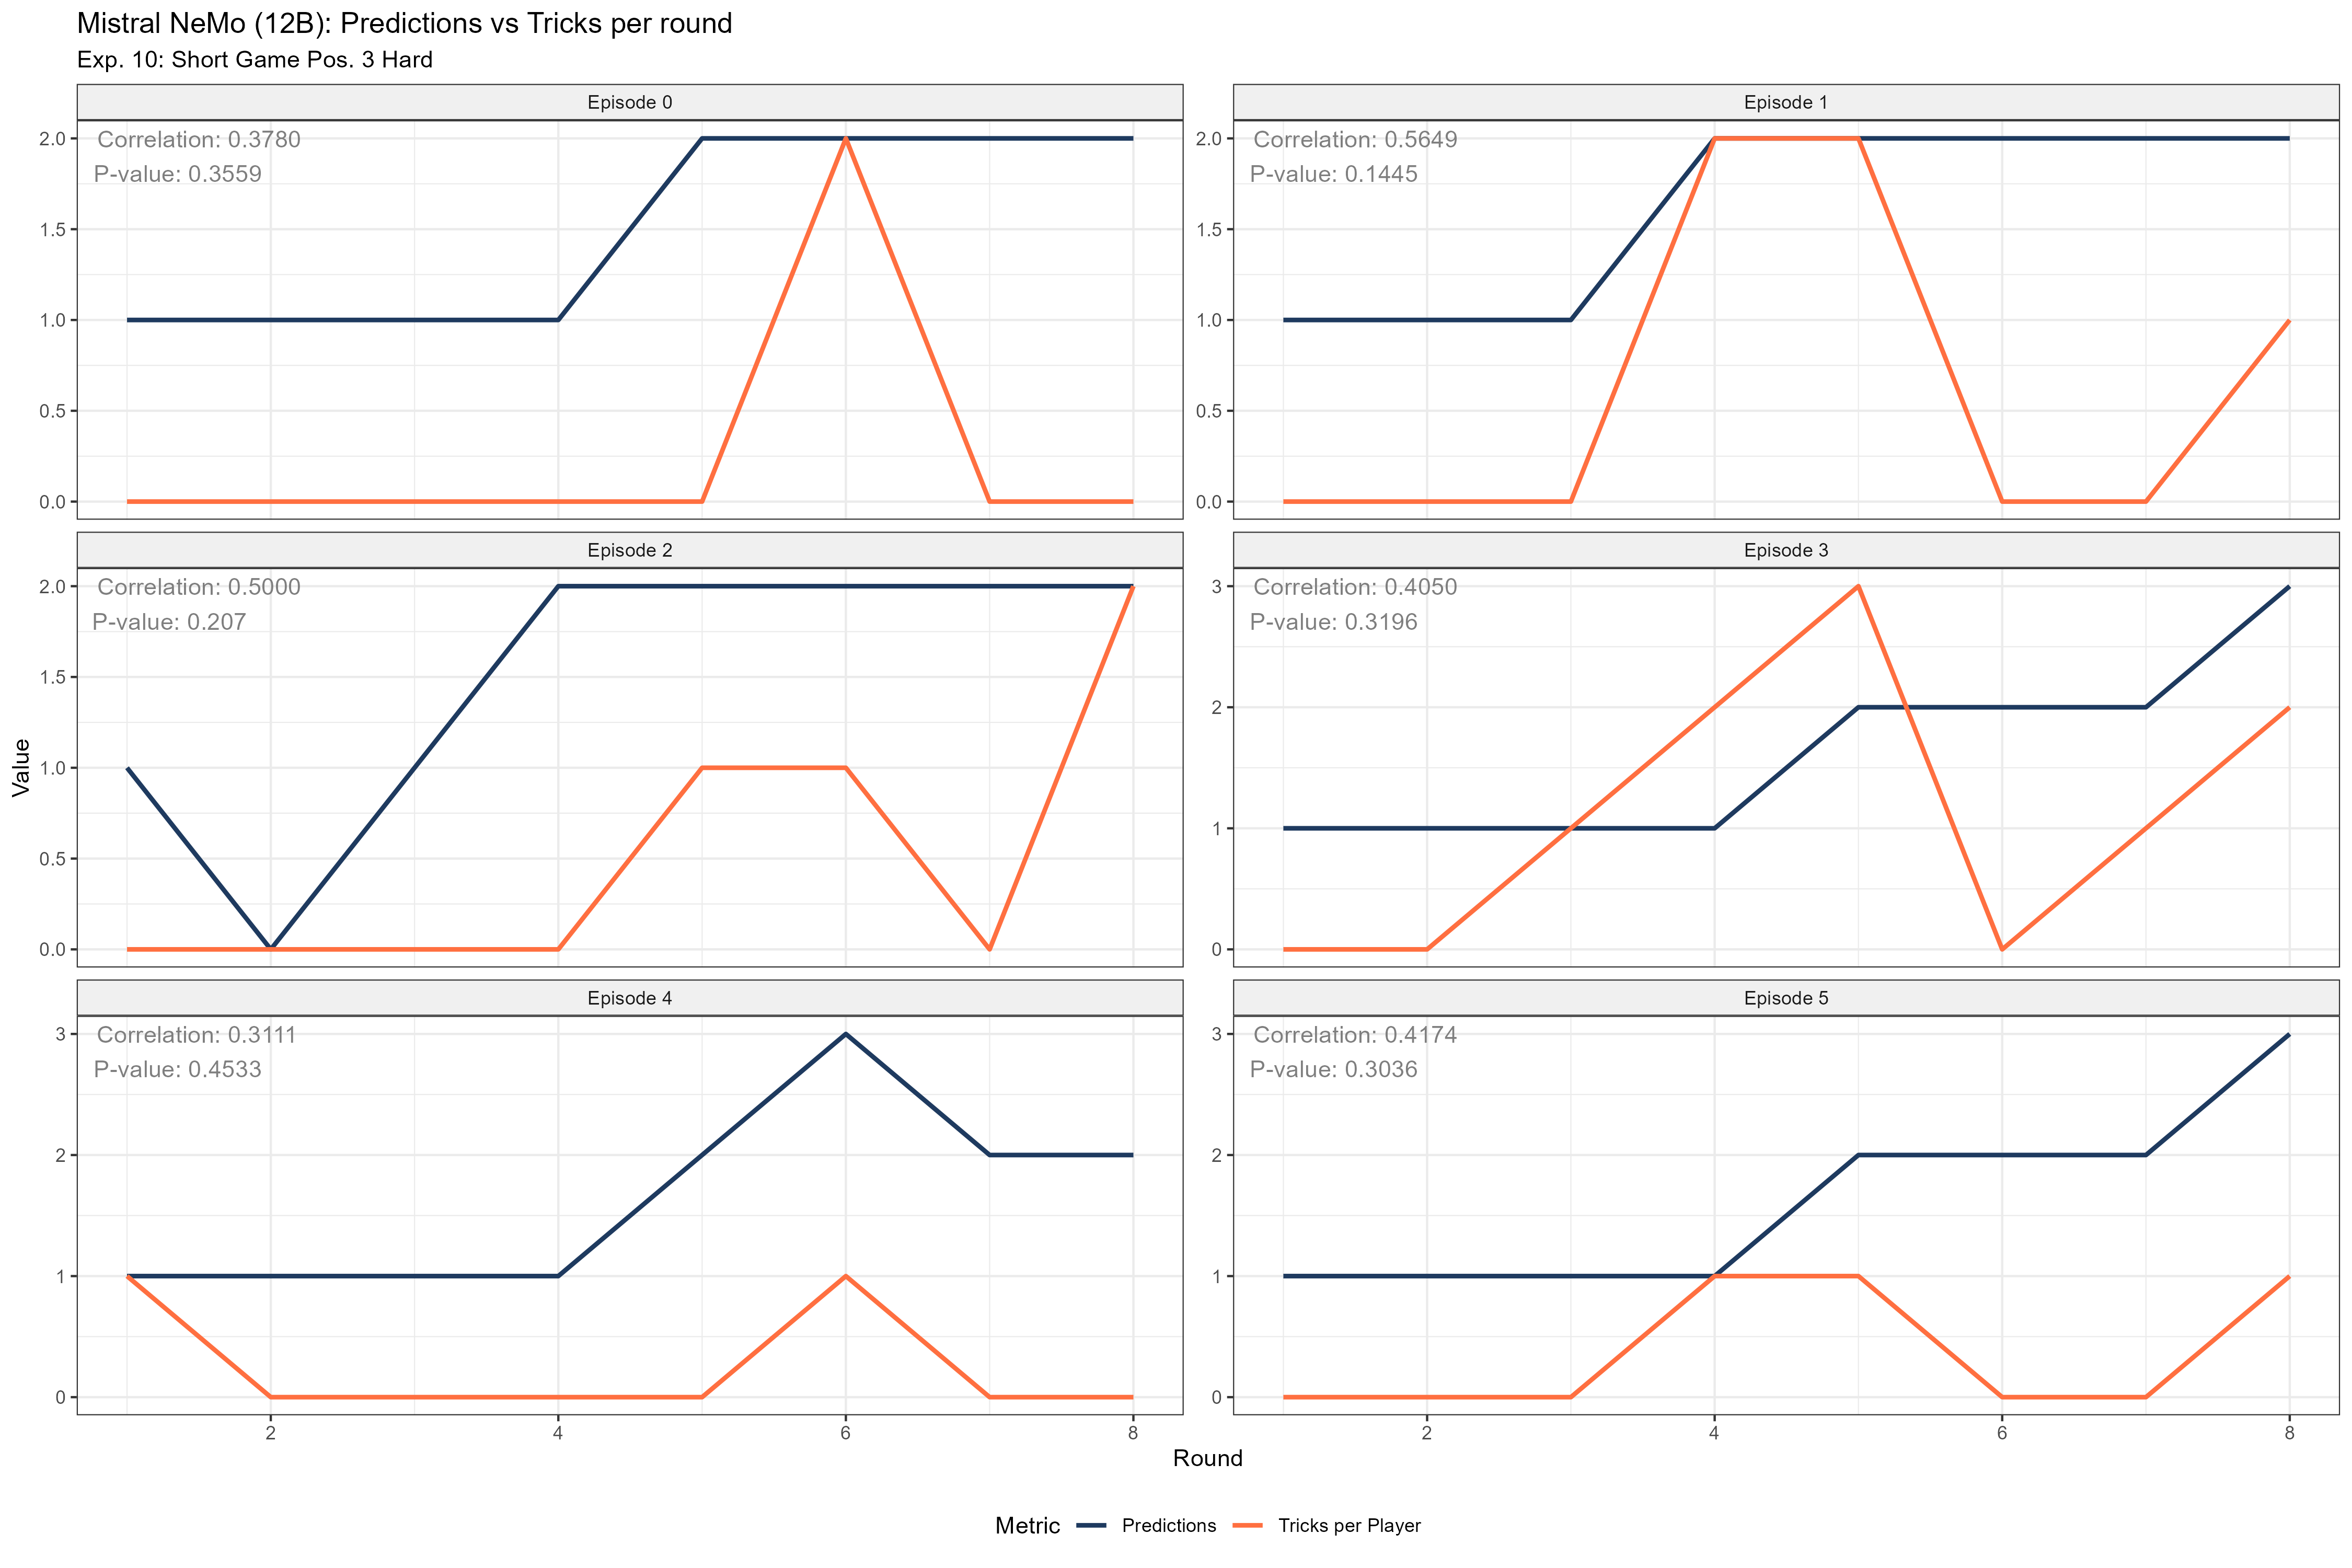 Mistral NeMo (12B): Predictions vs Tricks per round
Exp. 10: Short Game Pos. 3 Hard
Episode 0
Correlation: 0.3780
P-value: 0.3559
2.0
1.5
1.0
0.5
0.0
Episode 1
Correlation: 0.5649
P-value: 0.1445
2.0
1.5
1.0
0.5
0.0
Episode 2
Correlation: 0.5000
P-value: 0.207
2.0
1.5
1.0
0.5
0.0
Episode 3
Correlation: 0.4050
P-value: 0.3196
3
2
1
0
Value
Episode 4
Correlation: 0.3111
P-value: 0.4533
3
2
1
0
2 4 6 8
Episode 5
Correlation: 0.4174
P-value: 0.3036
3
2
1
0
2 4 6 8
Round
Metric Predictions Tricks per Player